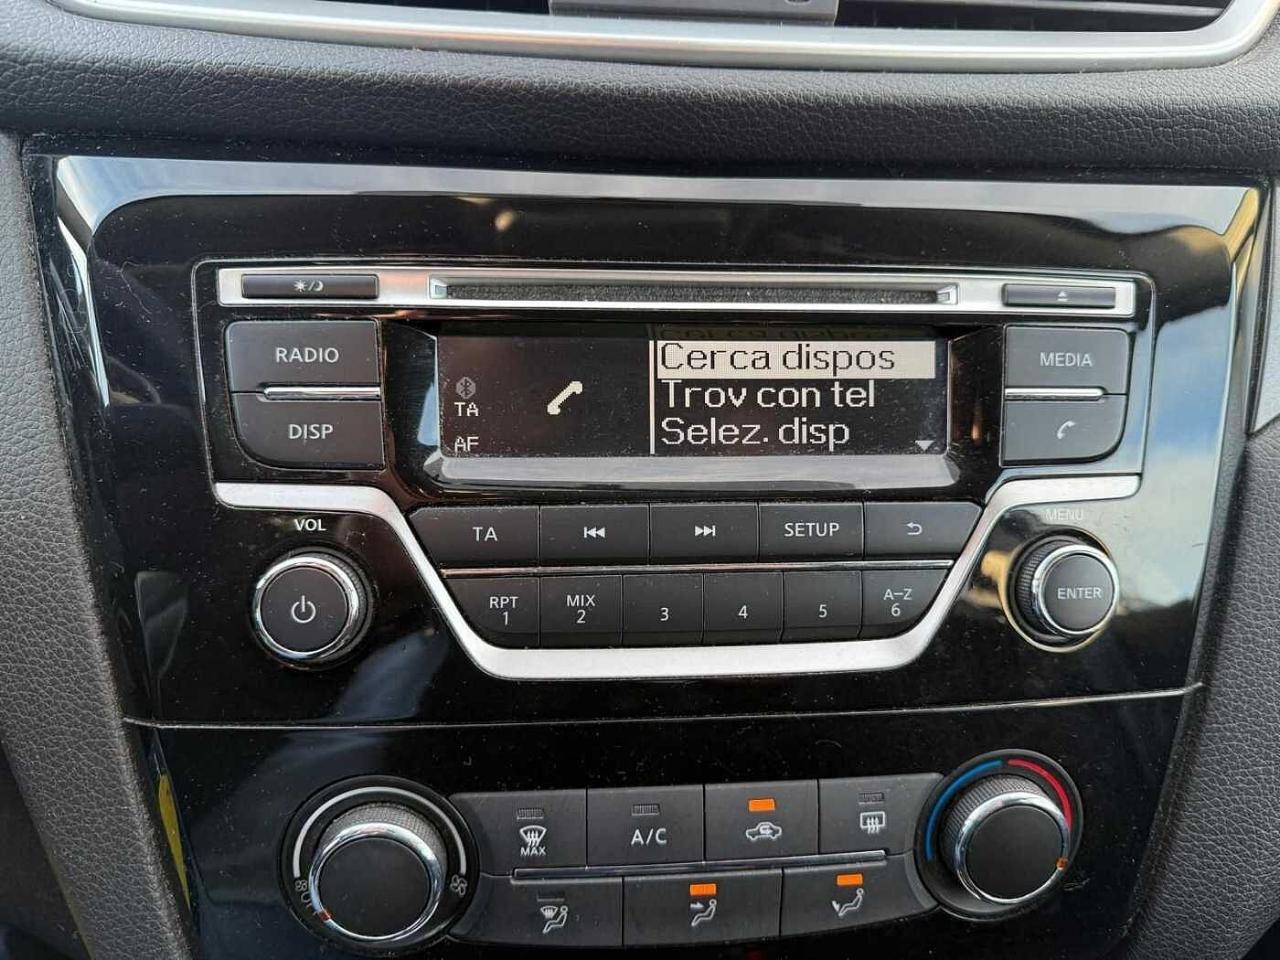 RADIO
DISP
TA
AF
Cerca dispos
Trov con tel
Selez. disp
MEDIA
VOL
TA
SETUP
MENU
ENTER
RPT
1
MIX
2
3
4
5
A-Z
6
MAX
A/C